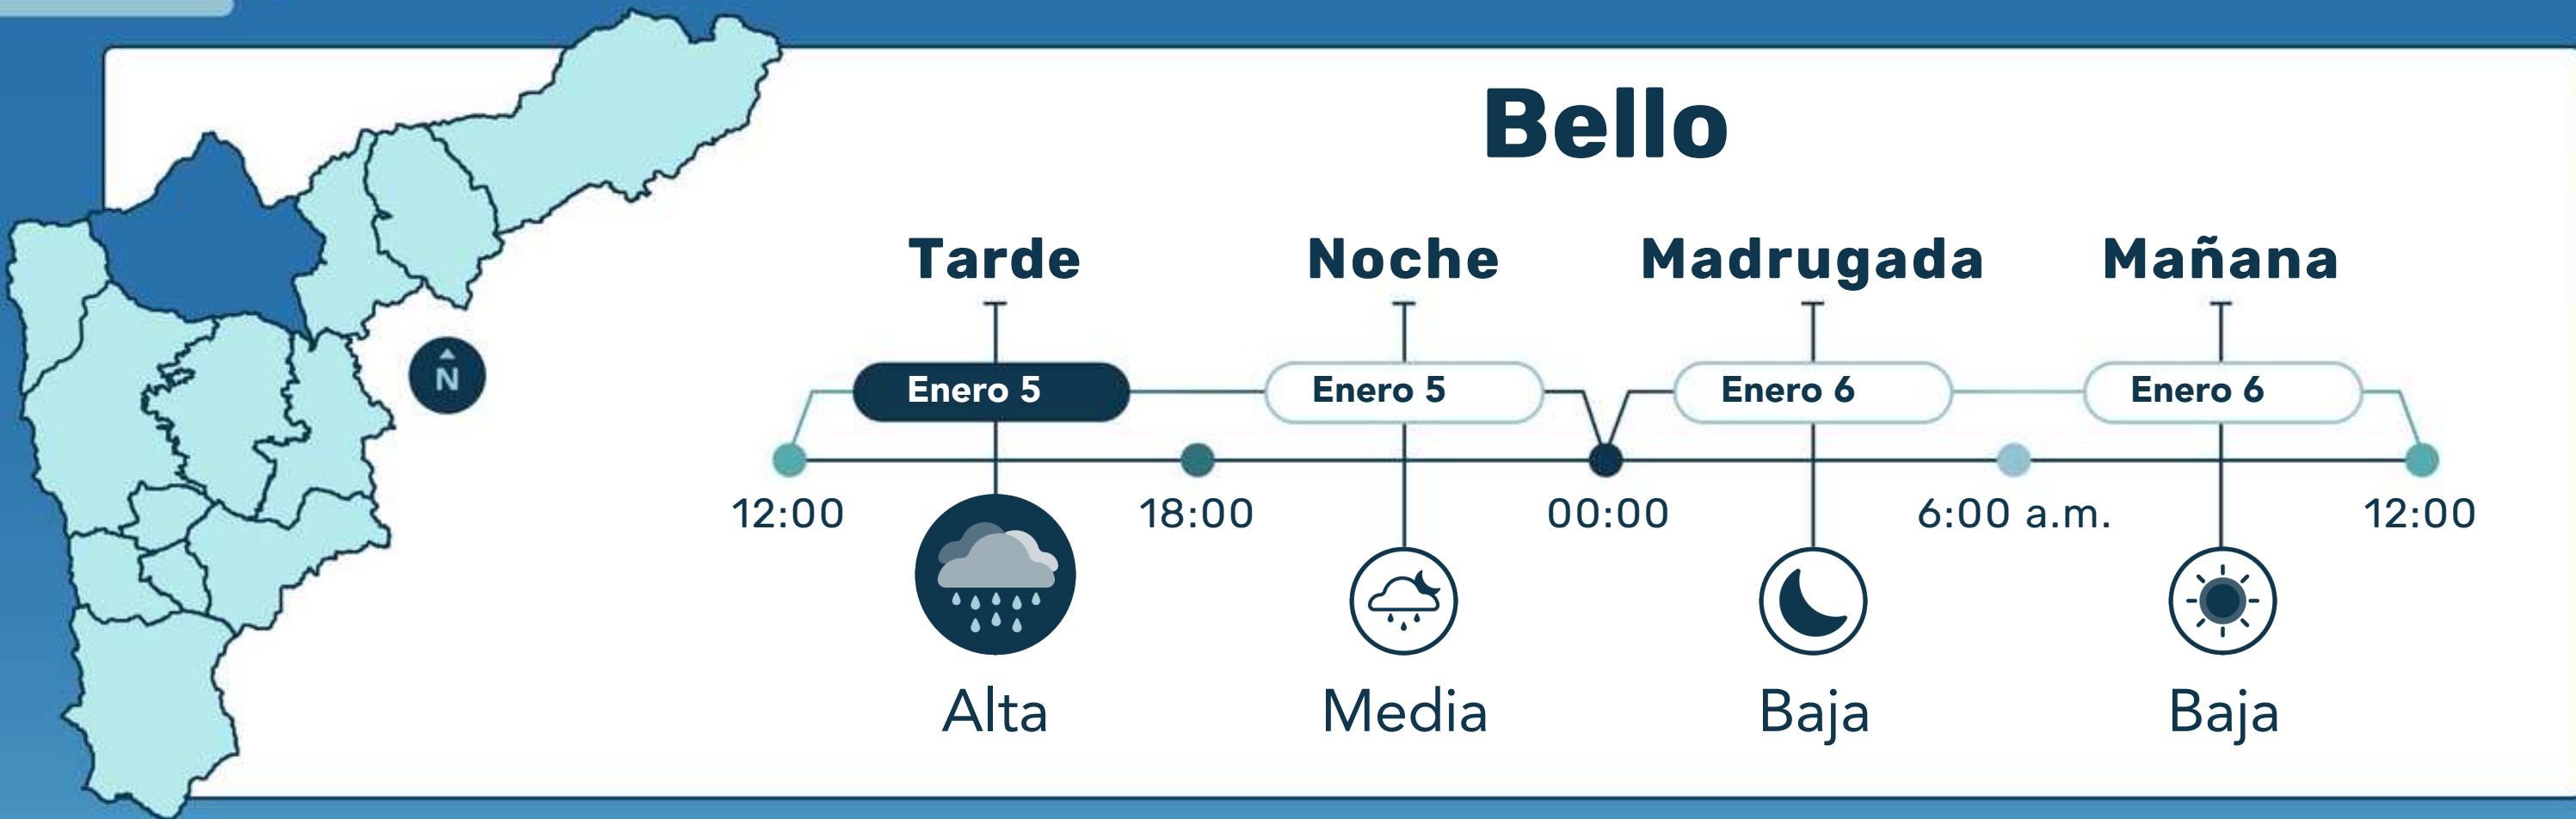 Bello
Tarde Noche Madrugada Mañana
Enero 5 Enero 5 Enero 6 Enero 6
N
12:00 18:00 00:00 6:00 a.m. 12:00
Alta Media Baja Baja